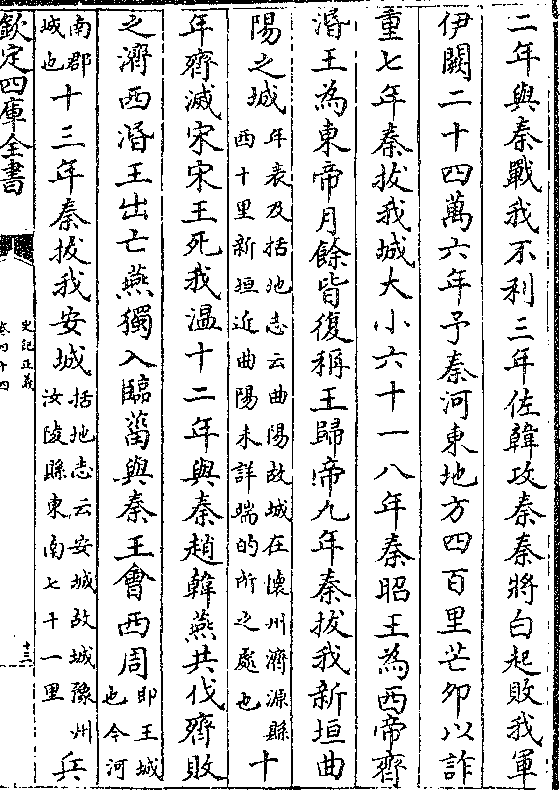 二年與秦戰我不利三年佐韓攻秦秦將白起敗我軍
伊闕二十四萬六年予秦河東地方四百里芒卯以詐
重七年秦拔我城大小六十一八年秦昭王為西帝齊
湣王為東帝月餘皆復稱王歸帝九年秦拔我新垣曲
陽之城年表及括地志云曲陽故城在懷州濟源縣西十里新垣近曲陽未詳端的所之處也十
年齊滅宋宋王死我溫十二年與秦趙韓燕共伐齊敗
之濟西湣王出亡燕獨入臨菑與秦王會西周即王城也今河
南郡城也十三年秦拔我安城括地志云安城故城豫州汝陵縣東南七十一里兵
欽定四庫全書
史記正義
卷四十四
十三